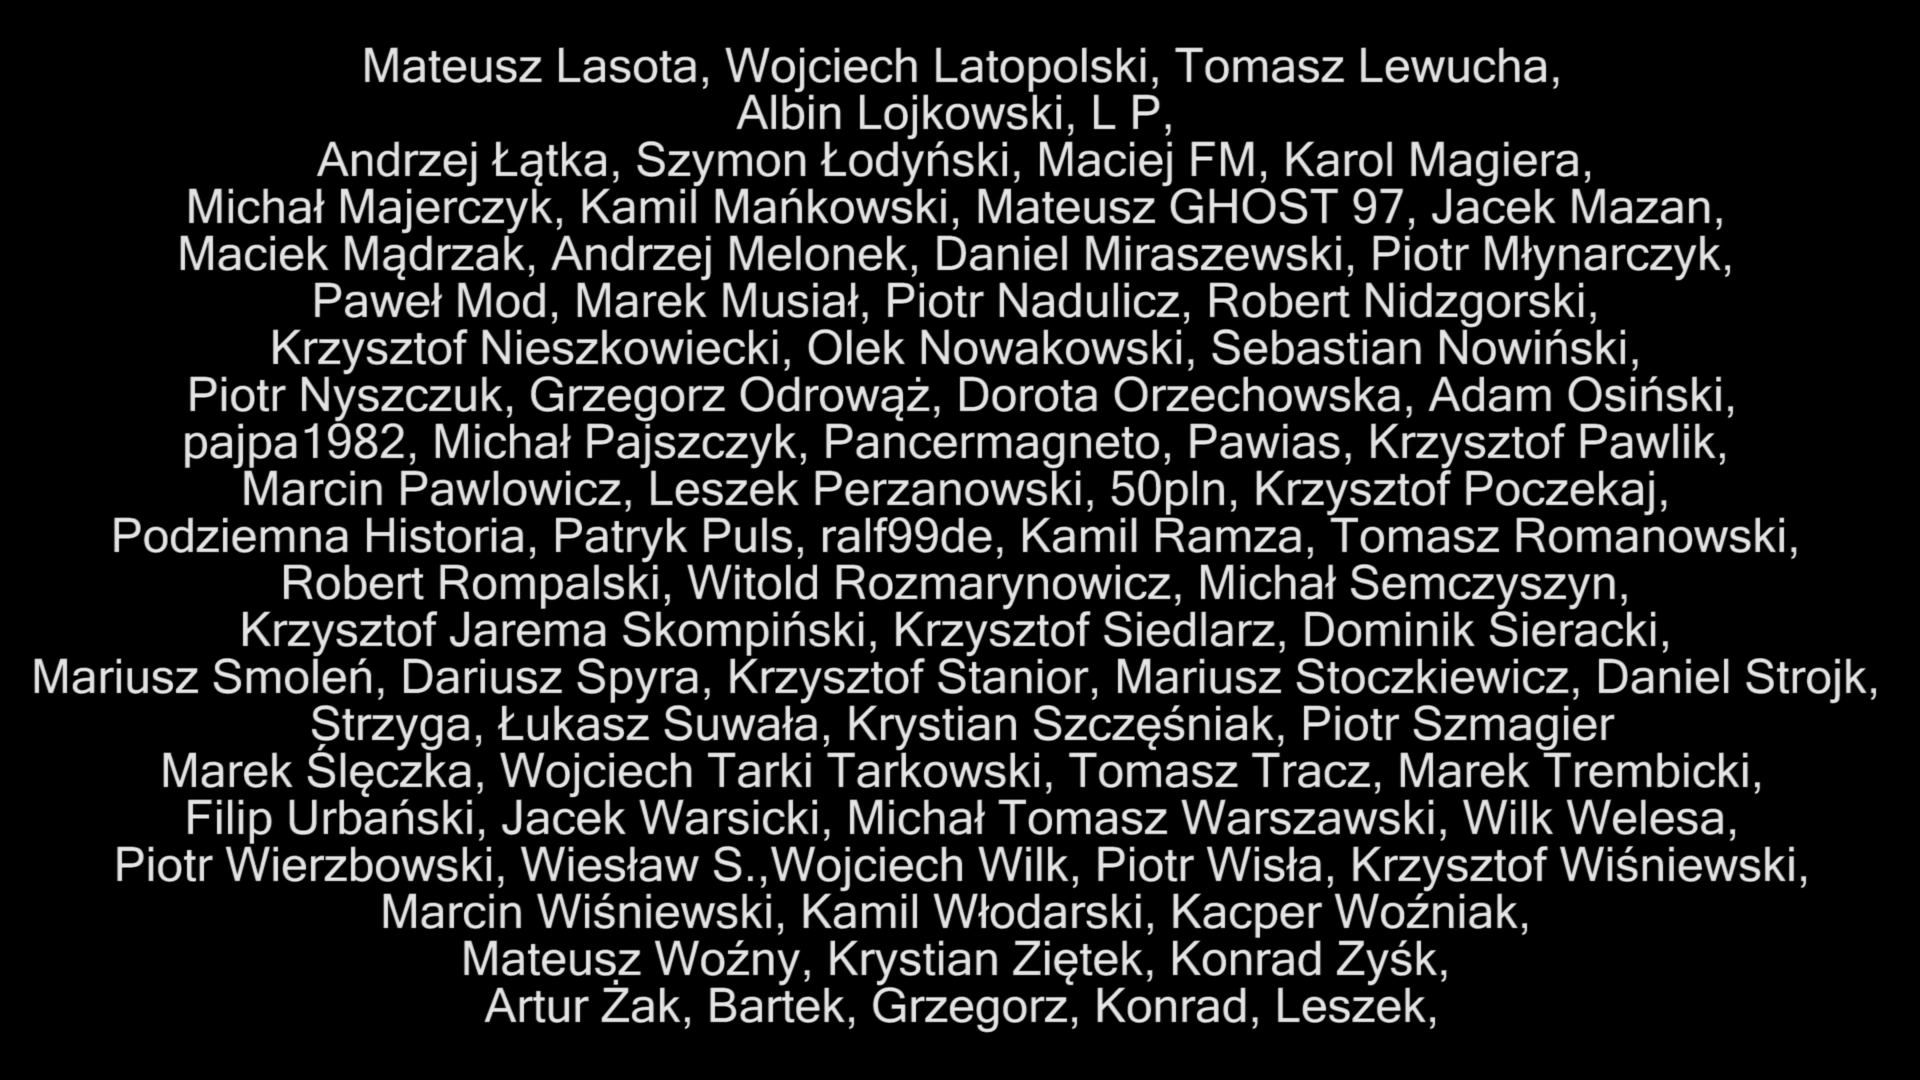 Mateusz Lasota, Wojciech Latopolski, Tomasz Lewucha,
Albin Lojkowski, L P,
Andrzej Łątka, Szymon Łodyński, Maciej FM, Karol Magiera,
Michał Majerczyk, Kamil Mańkowski, Mateusz GHOST 97, Jacek Mazan,
Maciek Mądrzak, Andrzej Melonek, Daniel Miraszewski, Piotr Młynarczyk,
Paweł Mod, Marek Musiał, Piotr Nadulicz, Robert Nidzgorski,
Krzysztof Nieszkowiecki, Olek Nowakowski, Sebastian Nowiński,
Piotr Nyszczuk, Grzegorz Odrowąż, Dorota Orzechowska, Adam Osiński,
pajpa1982, Michał Pajszczyk, Pancermagneto, Pawias, Krzysztof Pawlik,
Marcin Pawlowicz, Leszek Perzanowski, 50pln, Krzysztof Poczekaj,
Podziemna Historia, Patryk Puls, ralf99de, Kamil Ramza, Tomasz Romanowski,
Robert Rompalski, Witold Rozmarynowicz, Michał Semczyszyn,
Krzysztof Jarema Skompiński, Krzysztof Siedlarz, Dominik Sieracki,
Mariusz Smoleń, Dariusz Spyra, Krzysztof Stanior, Mariusz Stoczkiewicz, Daniel Strojk,
Strzyga, Łukasz Suwała, Krystian Szczęśniak, Piotr Szmagier
Marek Ślęczka, Wojciech Tarki Tarkowski, Tomasz Tracz, Marek Trembicki,
Filip Urbański, Jacek Warsicki, Michał Tomasz Warszawski, Wilk Welesa,
Piotr Wierzbowski, Wiesław S.,Wojciech Wilk, Piotr Wisła, Krzysztof Wiśniewski,
Marcin Wiśniewski, Kamil Włodarski, Kacper Woźniak,
Mateusz Woźny, Krystian Ziętek, Konrad Zyśk,
Artur Żak, Bartek, Grzegorz, Konrad, Leszek,